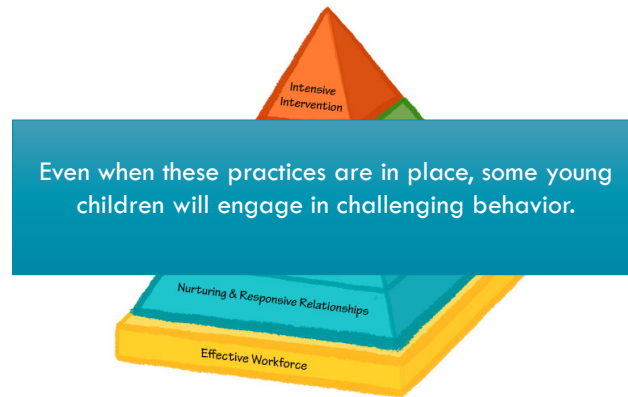 Intensive
Intervention
Even when these practices are in place, some young
children will engage in challenging behavior.
Nurturing & Responsive Relationships
Effective Workforce